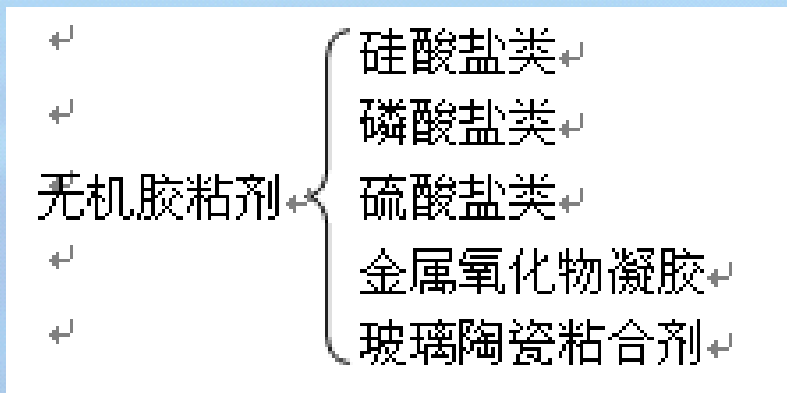 硅酸盐类
磷酸盐类
无机胶粘剂
硫酸盐类
金属氧化物凝胶
玻璃陶瓷粘合剂